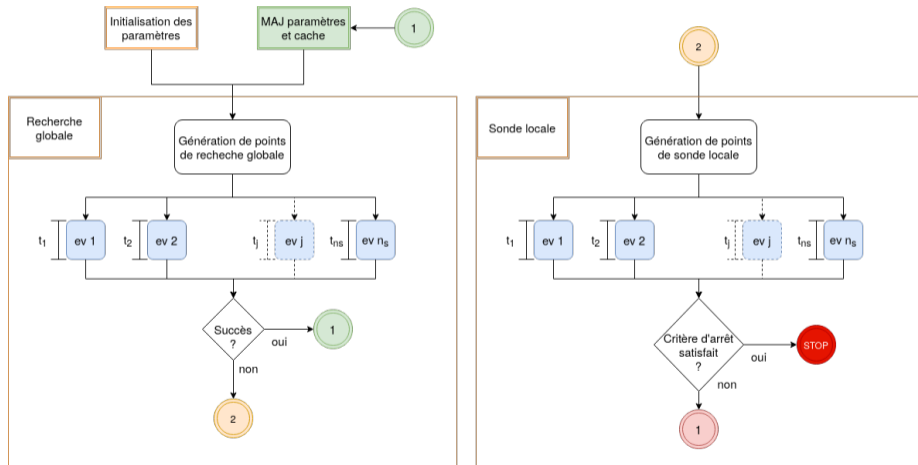 Initialisation des
paramètres
MAJ paramètres
et cache
1
Recherche
globale
Génération de points
de recheche globale
t1 ev 1 t2 ev 2 tj ev j tns ev ns
Succès
?
oui
1
non
2
2
Sonde locale
Génération de points
de sonde locale
t1 ev 1 t2 ev 2 tj ev j tns ev ns
Critère d'arrêt
satisfait
?
oui
STOP
non
1